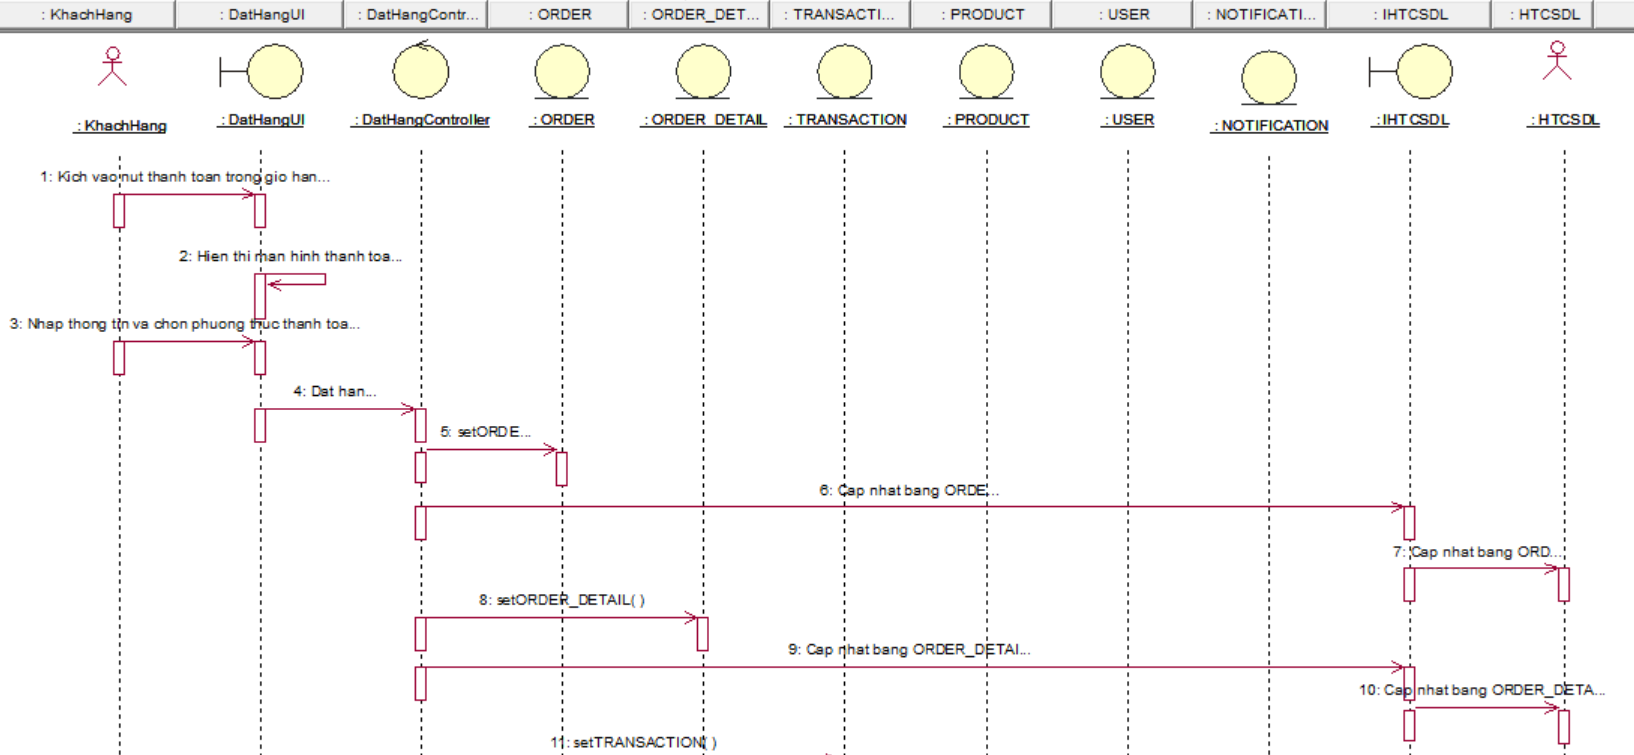 : KhachHang
: DatHangUI
: DatHangContr...
: ORDER
: ORDER_DET...
: TRANSACTI...
: PRODUCT
: USER
: NOTIFICATI...
: IHTCSDL
: HTCSDL
: KhachHang
: DatHangUI
: DatHangController
: ORDER
: ORDER_DETAIL
: TRANSACTION
: PRODUCT
: USER
: NOTIFICATION
: IHTCSDL
: HTCSDL
1: Kich vao nut thanh toan trong gio han...
2: Hien thi man hinh thanh toa...
3: Nhap thong tin va chon phuong thuc thanh toa...
4: Dat han...
5: setORDE...
6: Cap nhat bang ORDE...
7: Cap nhat bang ORD...
8: setORDER_DETAIL( )
9: Cap nhat bang ORDER_DETAI...
10: Cap nhat bang ORDER_DETA...
11: setTRANSACTION( )